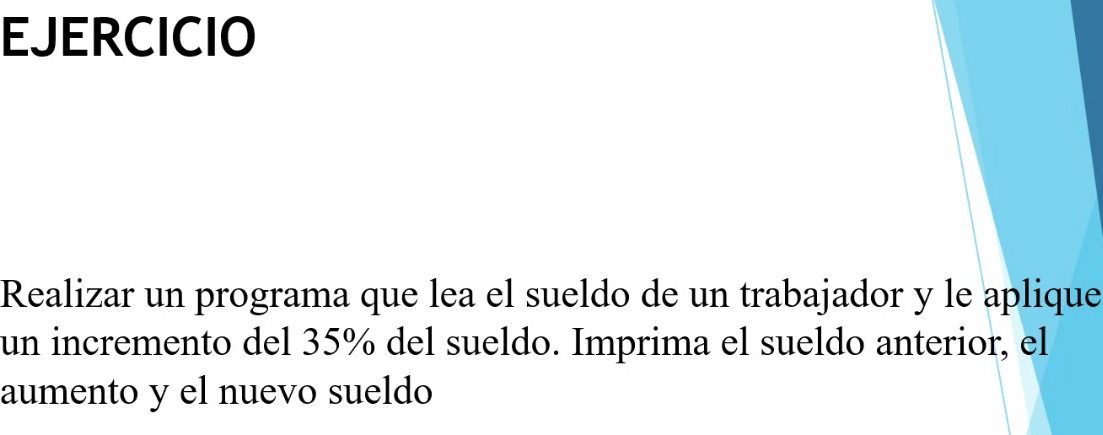 EJERCICIO
Realizar un programa que lea el sueldo de un trabajador y le aplique
un incremento del 35% del sueldo. Imprima el sueldo anterior, el
aumento y el nuevo sueldo